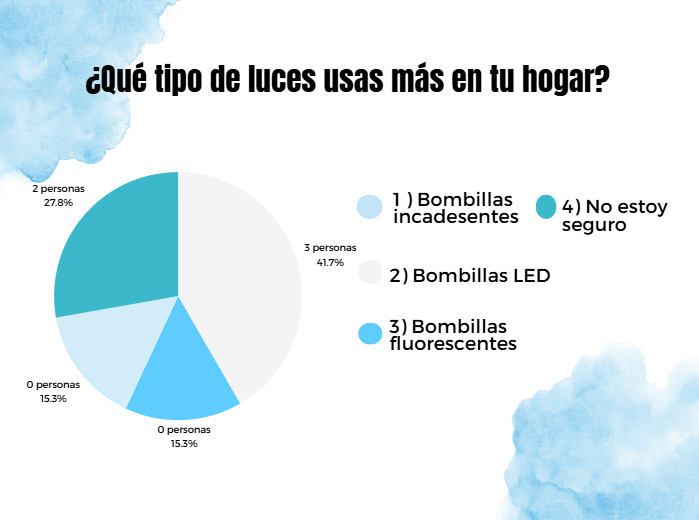 ¿Qué tipo de luces usas más en tu hogar?
2 personas
27.8%
3 personas
41.7%
0 personas
15.3%
0 personas
15.3%
1 ) Bombillas
incadesentes
4) No estoy
seguro
2) Bombillas LED
3) Bombillas
fluorescentes